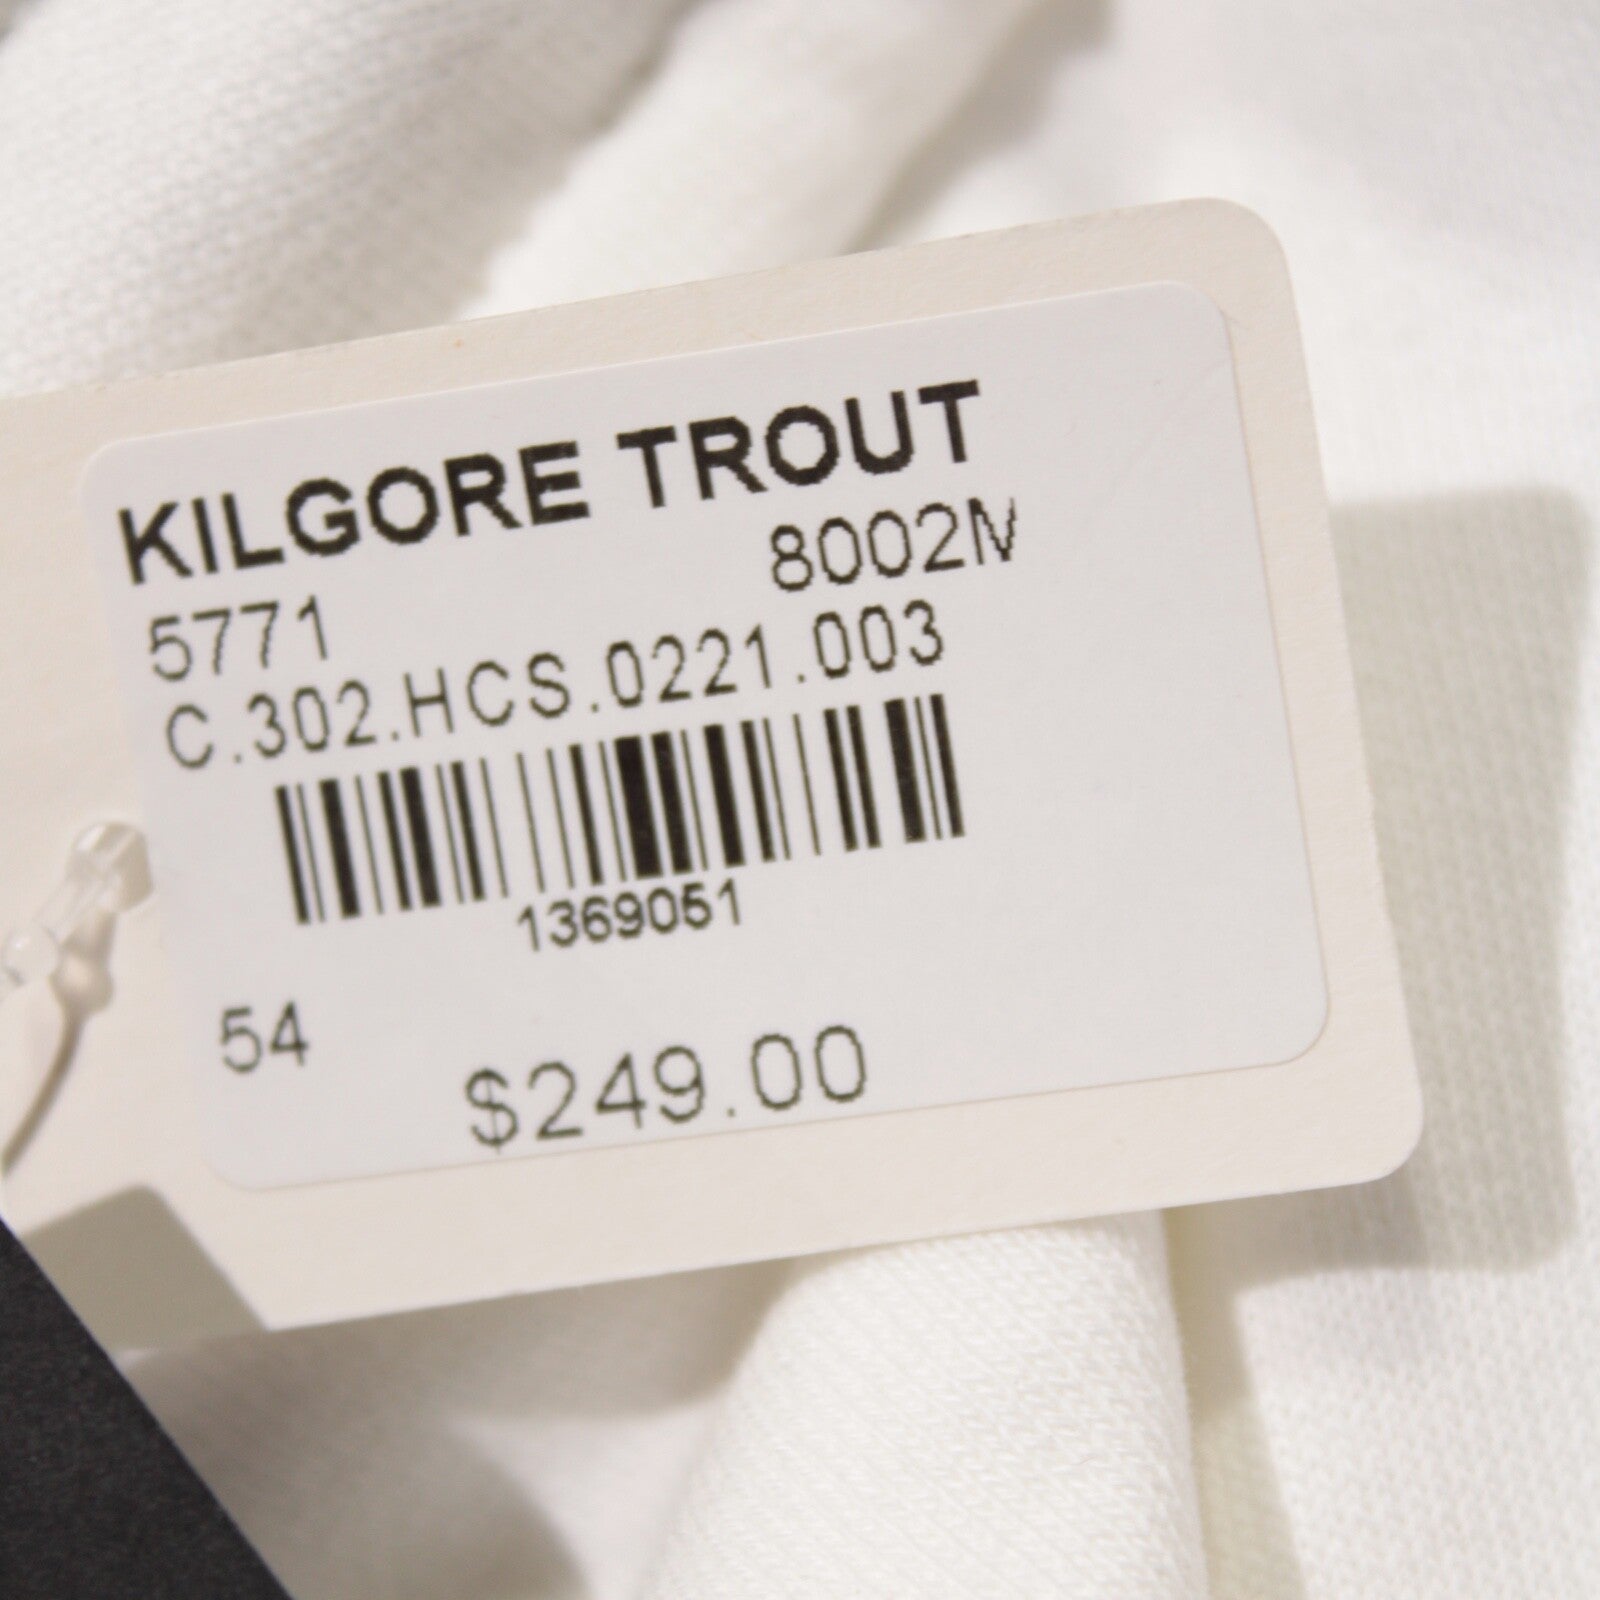 KILGORE TROUT
8002M
5771
C.302.HCS.0221.003
1369051
54
$249.00